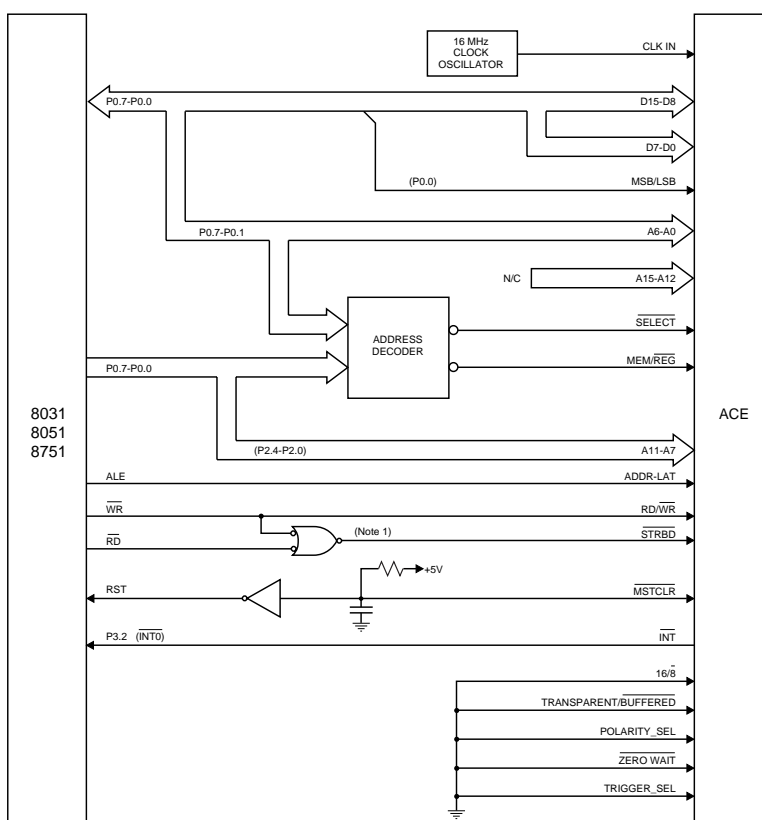 16 MHz
CLOCK
OSCILLATOR
CLK IN
P0.7-P0.0
D15-D8
D7-D0
(P0.0)
MSB/LSB
P0.7-P0.1
A6-A0
N/C
A15-A12
ADDRESS
DECODER
SELECT
MEM/REG
P0.7-P0.0
8031
8051
8751
ACE
(P2.4-P2.0)
A11-A7
ALE
ADDR-LAT
WR
RD/WR
(Note 1)
STRBD
RD
+5V
RST
MSTCLR
P3.2 (INT0)
INT
16/8
TRANSPARENT/BUFFERED
POLARITY_SEL
ZERO WAIT
TRIGGER_SEL